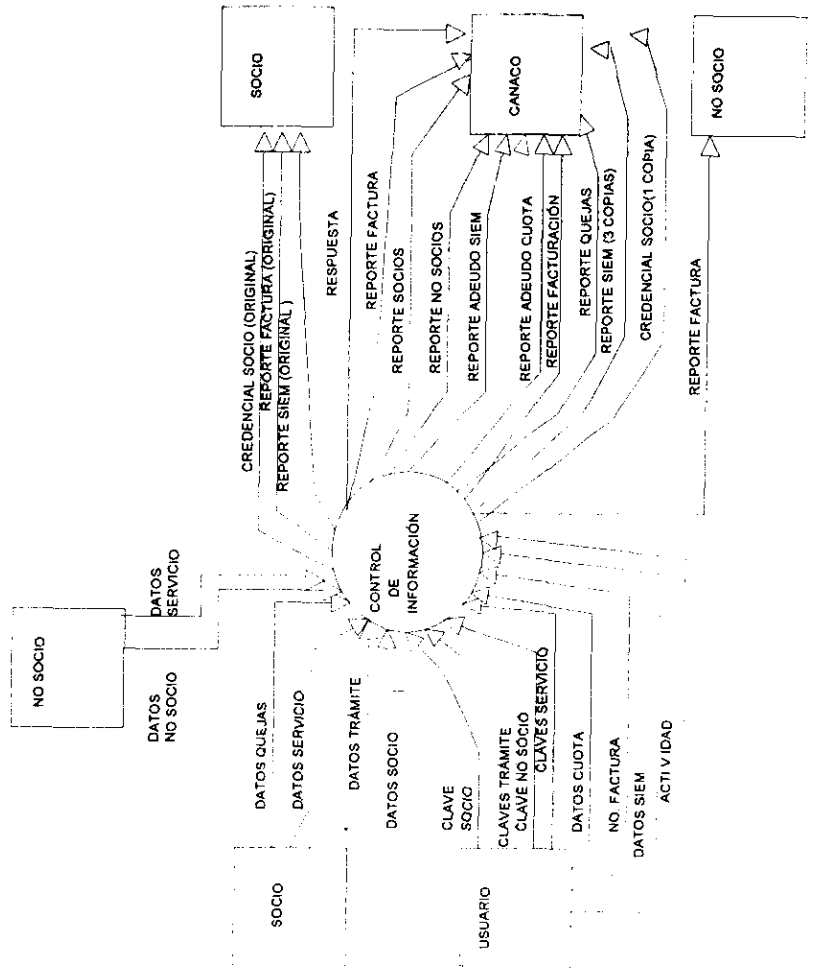 SOCIO
CANACO
NO SOCIO
CREDENCIAL SOCIO (ORIGINAL)
REPORTE FACTURA (ORIGINAL)
REPORTE SIEM (ORIGINAL )
RESPUESTA
REPORTE FACTURA
REPORTE SOCIOS
REPORTE NO SOCIOS
REPORTE ADEUDO SIEM
REPORTE ADEUDO CUOTA
REPORTE FACTURACIÓN
REPORTE QUEJAS
REPORTE SIEM (3 COPIAS)
CREDENCIAL SOCIO(1 COPIA)
REPORTE FACTURA
CONTROL
DE
INFORMACIÓN
NO SOCIO
DATOS
SERVICIO
DATOS
NO SOCIO
DATOS QUEJAS
DATOS SERVICIO
DATOS TRÁMITE
DATOS SOCIO
CLAVE
SOCIO
CLAVES TRÁMITE
CLAVE NO SOCIO
CLAVES SERVICIO
DATOS CUOTA
NO. FACTURA
DATOS SIEM
ACTIVIDAD
SOCIO
USUARIO